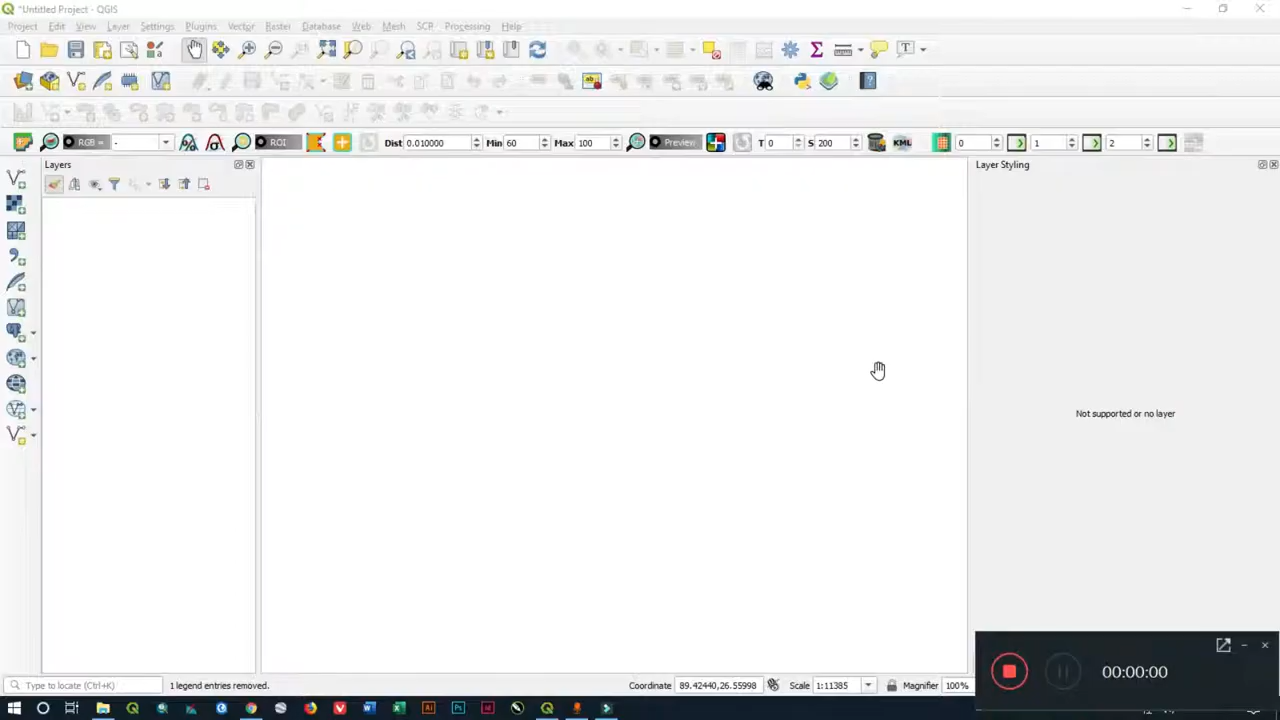 *Untitled Project - QGIS
Project Edit View Layer Settings Plugins Vector Raster Database Web Mesh SCP Processing Help
RGB = - ROI Dist 0.010000 Min 60 Max 100 Preview T 0 S 200 KML 0 1 2
Layers
Layer Styling
Not supported or no layer
00:00:00
Type to locate (Ctrl+K) 1 legend entries removed. Coordinate 89.42440,26.55998 Scale 1:11385 Magnifier 100%